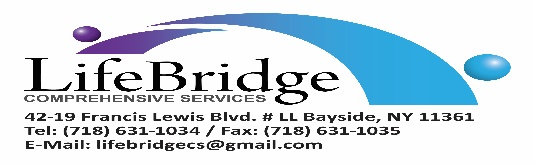 LifeBridge
COMPREHENSIVE SERVICES
42-19 Francis Lewis Blvd. # LL Bayside, NY 11361
Tel: (718) 631-1034 / Fax: (718) 631-1035
E-Mail: lifebridgecs@gmail.com